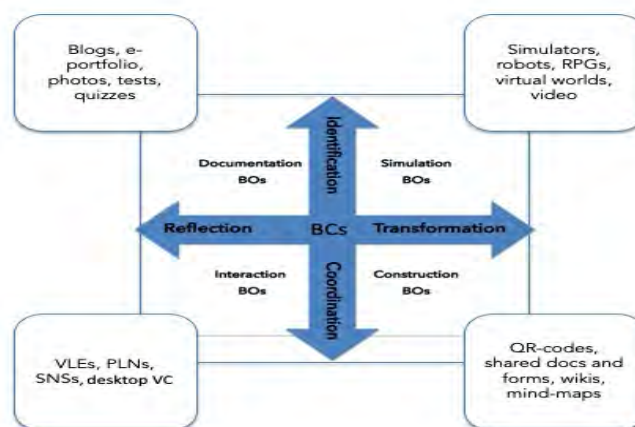 Blogs, e-
portfolio,
photos, tests,
quizzes
Simulators,
robots, RPGs,
virtual worlds,
video
Identification
Documentation
BOs
Simulation
BOs
Reflection
BCs
Transformation
Interaction
BOs
Coordination
Construction
BOs
VLEs, PLNs,
SNSs, desktop VC
QR-codes,
shared docs and
forms, wikis,
mind-maps